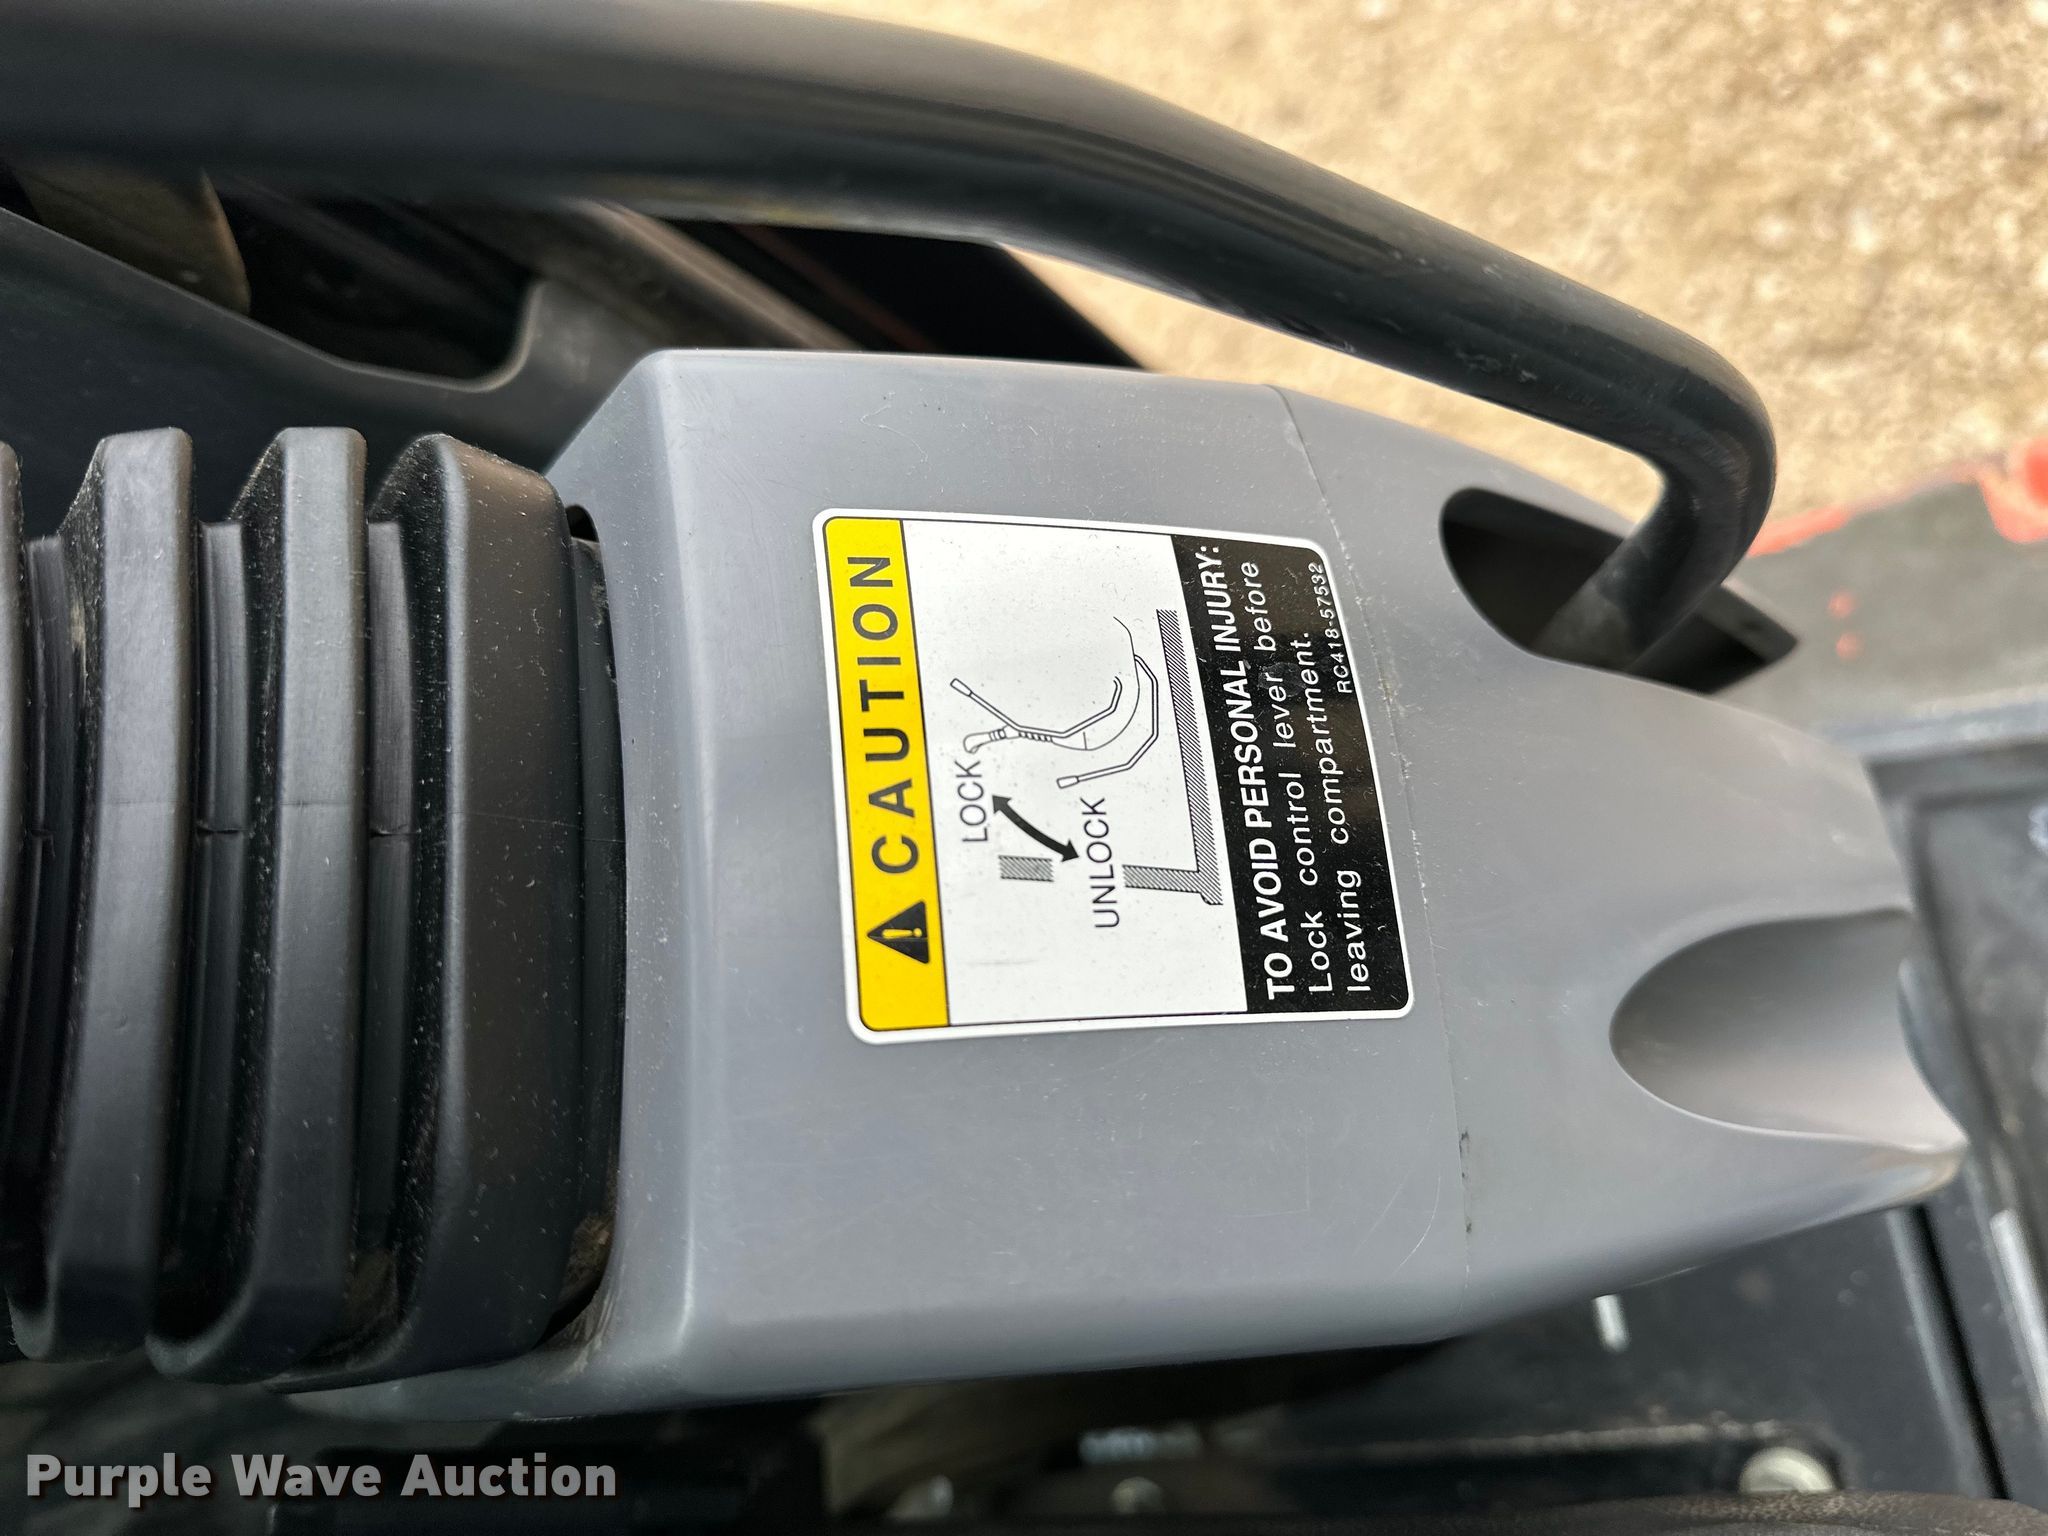 CAUTION
LOCK
UNLOCK
TO AVOID PERSONAL INJURY:
Lock control lever before
leaving compartment.
RC418-57532
Purple Wave Auction